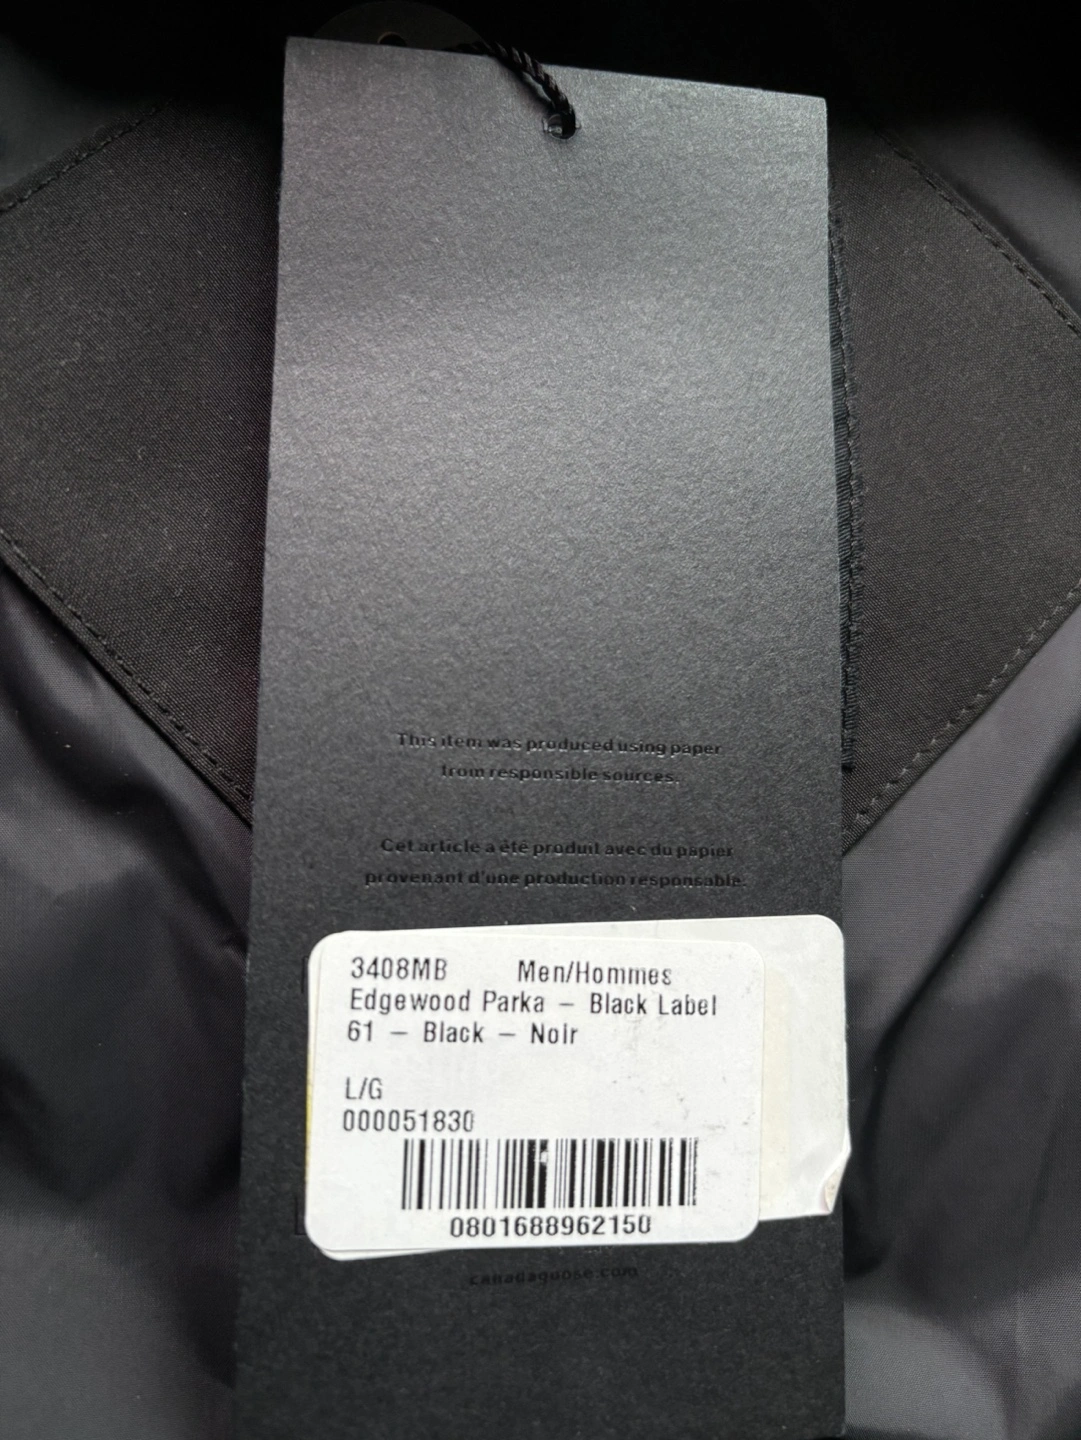 This item was produced using paper
from responsible sources.
Cet article a été produit avec du papier
provenant d'une production responsable.
3408MB Men/Hommes
Edgewood Parka – Black Label
61 – Black – Noir
L/G
000051830
0801688962150
canadagoose.com